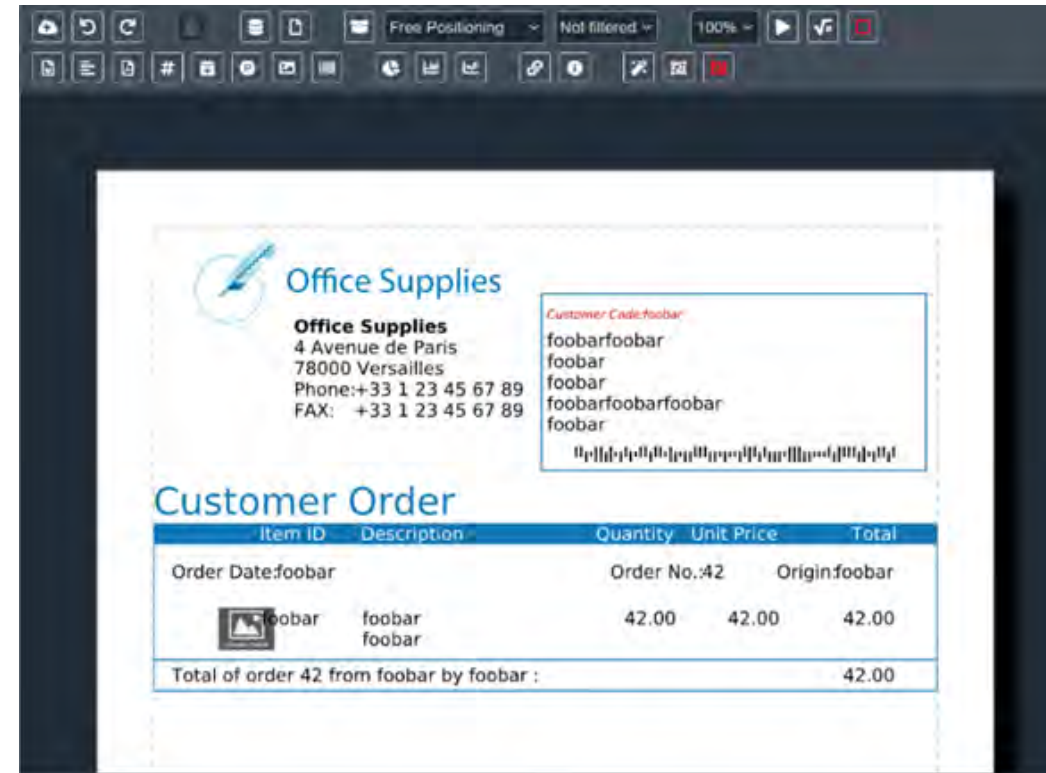 Free Positioning Not filtered 100%
Office Supplies
Office Supplies
4 Avenue de Paris
78000 Versailles
Phone:+33 1 23 45 67 89
FAX: +33 1 23 45 67 89
Customer Code:foobar
foobarfoobar
foobar
foobar
foobarfoobarfoobar
foobar
Customer Order
Item ID Description Quantity Unit Price Total
Order Date:foobar Order No.:42 Origin:foobar
foobar foobar 42.00 42.00 42.00
foobar
Total of order 42 from foobar by foobar : 42.00